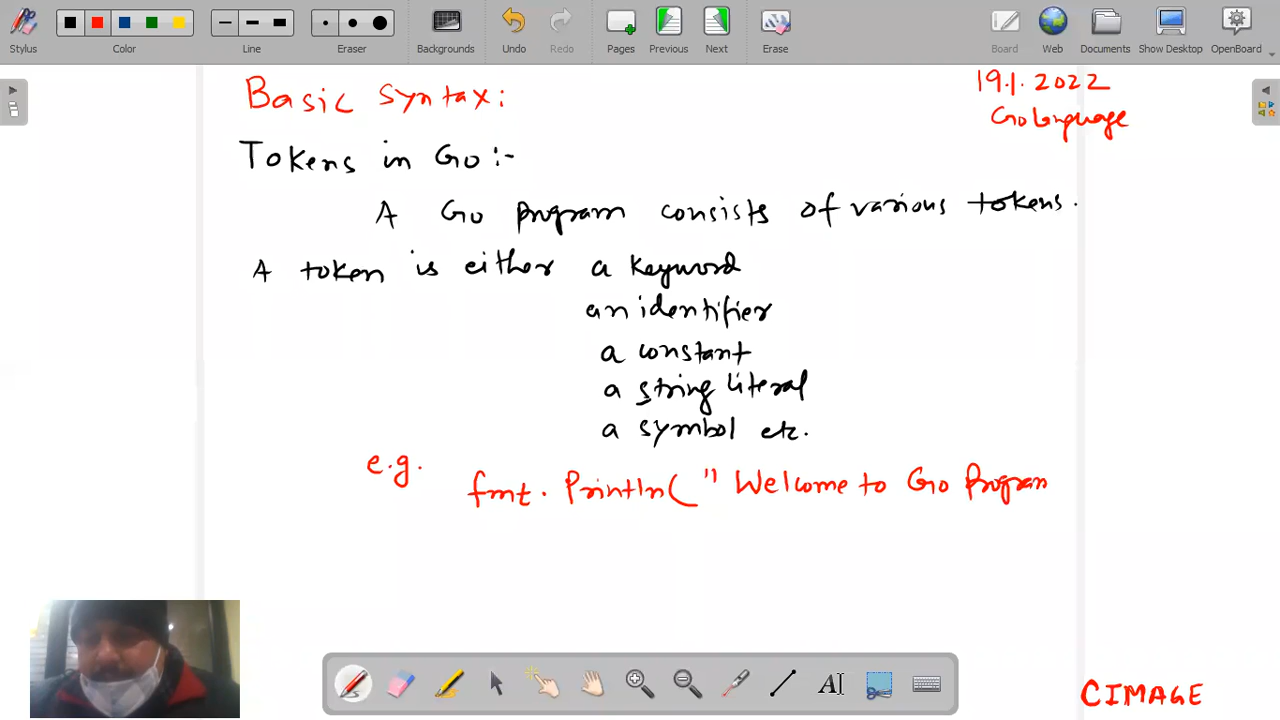 Stylus
Color
Line
Eraser
Backgrounds
Undo
Redo
Pages
Previous
Next
Erase
Board
Web
Documents
Show Desktop
OpenBoard
Basic Syntax:
19.1.2022
Go Language
Tokens in Go :-
A Go program consists of various tokens.
A token is either a keyword
an identifier
a constant
a string literal
a symbol etc.
e.g.
fmt. Println( " Welcome to Go Program
CIMAGE